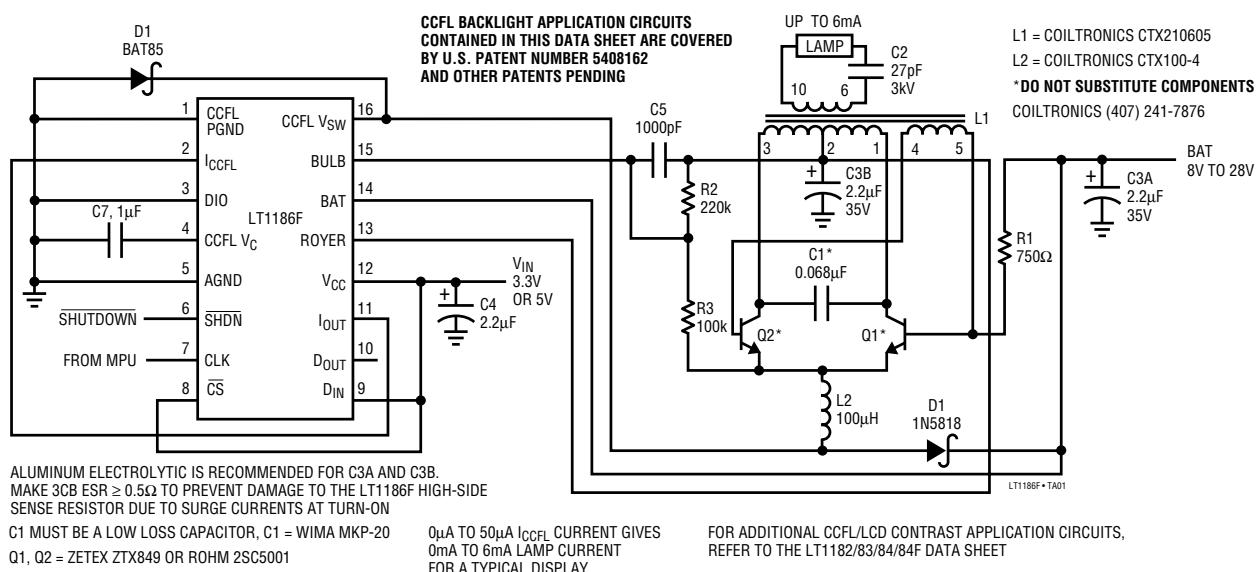 CCFL BACKLIGHT APPLICATION CIRCUITS
CONTAINED IN THIS DATA SHEET ARE COVERED
BY U.S. PATENT NUMBER 5408162
AND OTHER PATENTS PENDING
UP TO 6mA
LAMP
C2
27pF
3kV
10
6
L1 = COILTRONICS CTX210605
L2 = COILTRONICS CTX100-4
*DO NOT SUBSTITUTE COMPONENTS
COILTRONICS (407) 241-7876
D1
BAT85
1
CCFL
PGND
2
ICCFL
3
DIO
4
CCFL VC
5
AGND
6
SHDN
7
CLK
8
CS
LT1186F
16
CCFL VSW
15
BULB
14
BAT
13
ROYER
12
VCC
11
IOUT
10
DOUT
9
DIN
C7, 1µF
SHUTDOWN
FROM MPU
VIN
3.3V
OR 5V
+
C4
2.2µF
C5
1000pF
R2
220k
R3
100k
L1
3
2
1
4
5
+
C3B
2.2µF
35V
C1*
0.068µF
Q2*
Q1*
L2
100µH
D1
1N5818
R1
750Ω
BAT
8V TO 28V
+
C3A
2.2µF
35V
LT1186F • TA01
ALUMINUM ELECTROLYTIC IS RECOMMENDED FOR C3A AND C3B.
MAKE 3CB ESR ≥ 0.5Ω TO PREVENT DAMAGE TO THE LT1186F HIGH-SIDE
SENSE RESISTOR DUE TO SURGE CURRENTS AT TURN-ON
C1 MUST BE A LOW LOSS CAPACITOR, C1 = WIMA MKP-20
Q1, Q2 = ZETEX ZTX849 OR ROHM 2SC5001
0µA TO 50µA ICCFL CURRENT GIVES
0mA TO 6mA LAMP CURRENT
FOR A TYPICAL DISPLAY
FOR ADDITIONAL CCFL/LCD CONTRAST APPLICATION CIRCUITS,
REFER TO THE LT1182/83/84/84F DATA SHEET